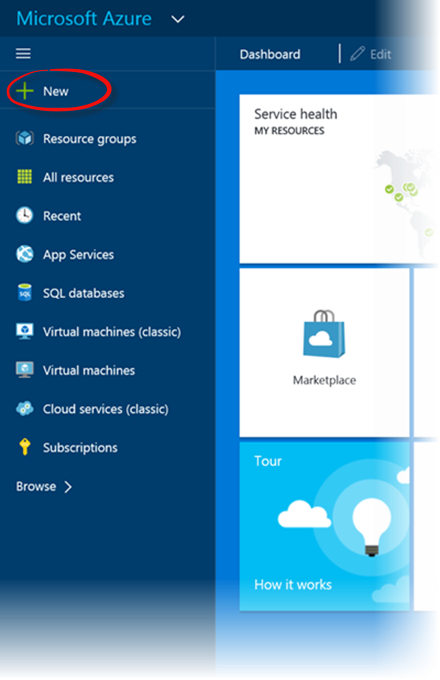 Microsoft Azure
Dashboard
Edit
New
Resource groups
All resources
Recent
App Services
SQL databases
Virtual machines (classic)
Virtual machines
Cloud services (classic)
Subscriptions
Browse
Service health
MY RESOURCES
Marketplace
Tour
How it works